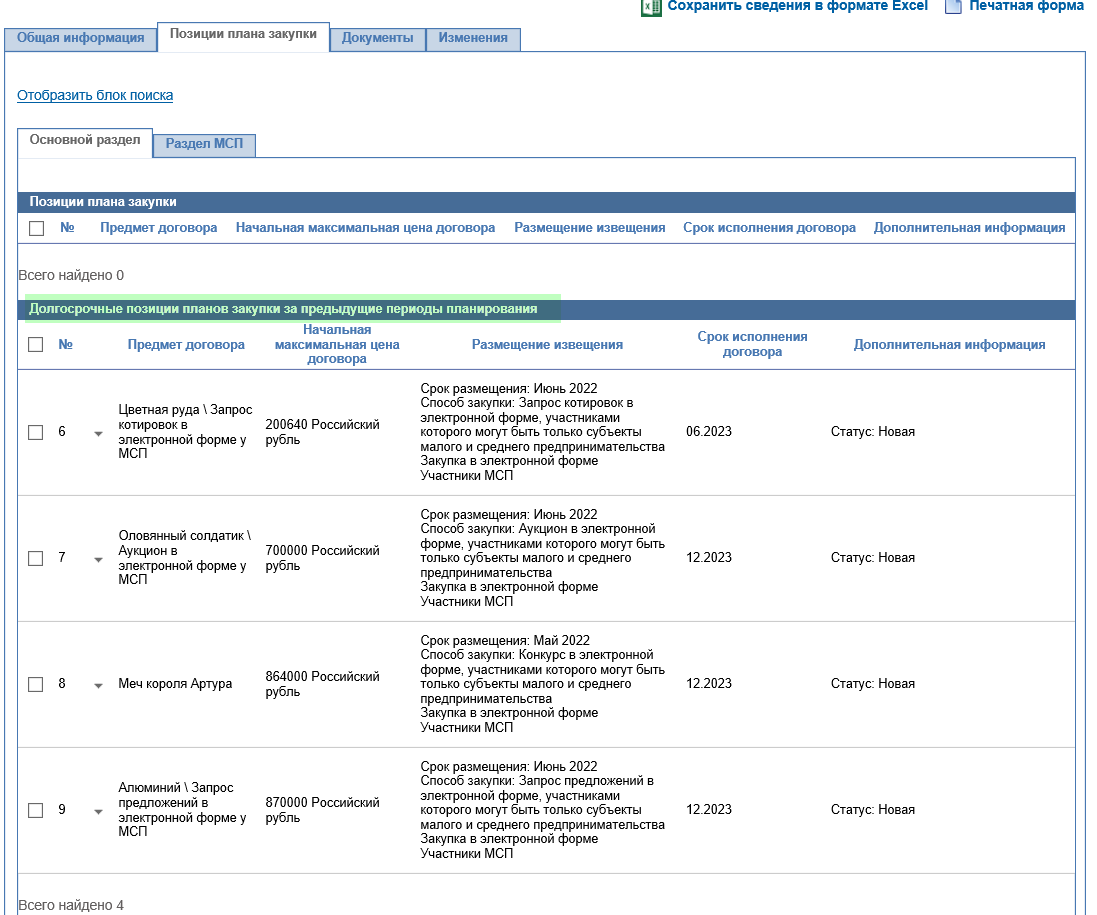 Сохранить сведения в формате Excel Печатная форма
Общая информация Позиции плана закупки Документы Изменения
Отобразить блок поиска
Основной раздел Раздел МСП
Позиции плана закупки
№ Предмет договора Начальная максимальная цена договора Размещение извещения Срок исполнения договора Дополнительная информация
Всего найдено 0
Долгосрочные позиции планов закупки за предыдущие периоды планирования
№ Предмет договора
Начальная
максимальная цена
договора
Размещение извещения
Срок исполнения
договора
Дополнительная информация
6
Цветная руда \ Запрос
котировок в
электронной форме у
МСП
200640 Российский
рубль
Срок размещения: Июнь 2022
Способ закупки: Запрос котировок в
электронной форме, участниками
которого могут быть только субъекты
малого и среднего предпринимательства
Закупка в электронной форме
Участники МСП
06.2023
Статус: Новая
7
Оловянный солдатик \
Аукцион в
электронной форме у
МСП
700000 Российский
рубль
Срок размещения: Июнь 2022
Способ закупки: Аукцион в электронной
форме, участниками которого могут быть
только субъекты малого и среднего
предпринимательства
Закупка в электронной форме
Участники МСП
12.2023
Статус: Новая
8
Меч короля Артура
864000 Российский
рубль
Срок размещения: Май 2022
Способ закупки: Конкурс в электронной
форме, участниками которого могут быть
только субъекты малого и среднего
предпринимательства
Закупка в электронной форме
Участники МСП
12.2023
Статус: Новая
9
Алюминий \ Запрос
предложений в
электронной форме у
МСП
870000 Российский
рубль
Срок размещения: Июнь 2022
Способ закупки: Запрос предложений в
электронной форме, участниками
которого могут быть только субъекты
малого и среднего предпринимательства
Закупка в электронной форме
Участники МСП
12.2023
Статус: Новая
Всего найдено 4